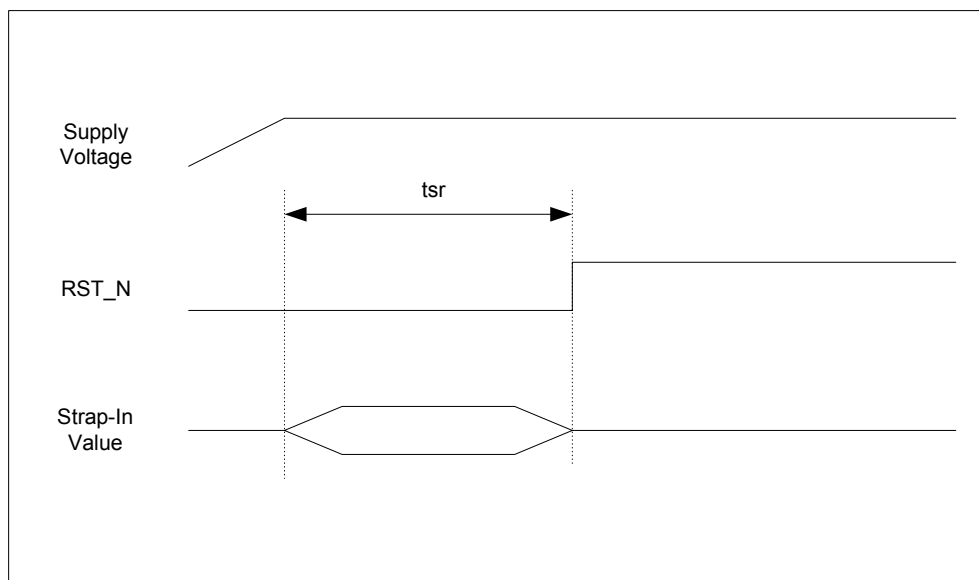 Supply
Voltage
tsr
RST_N
Strap-In
Value